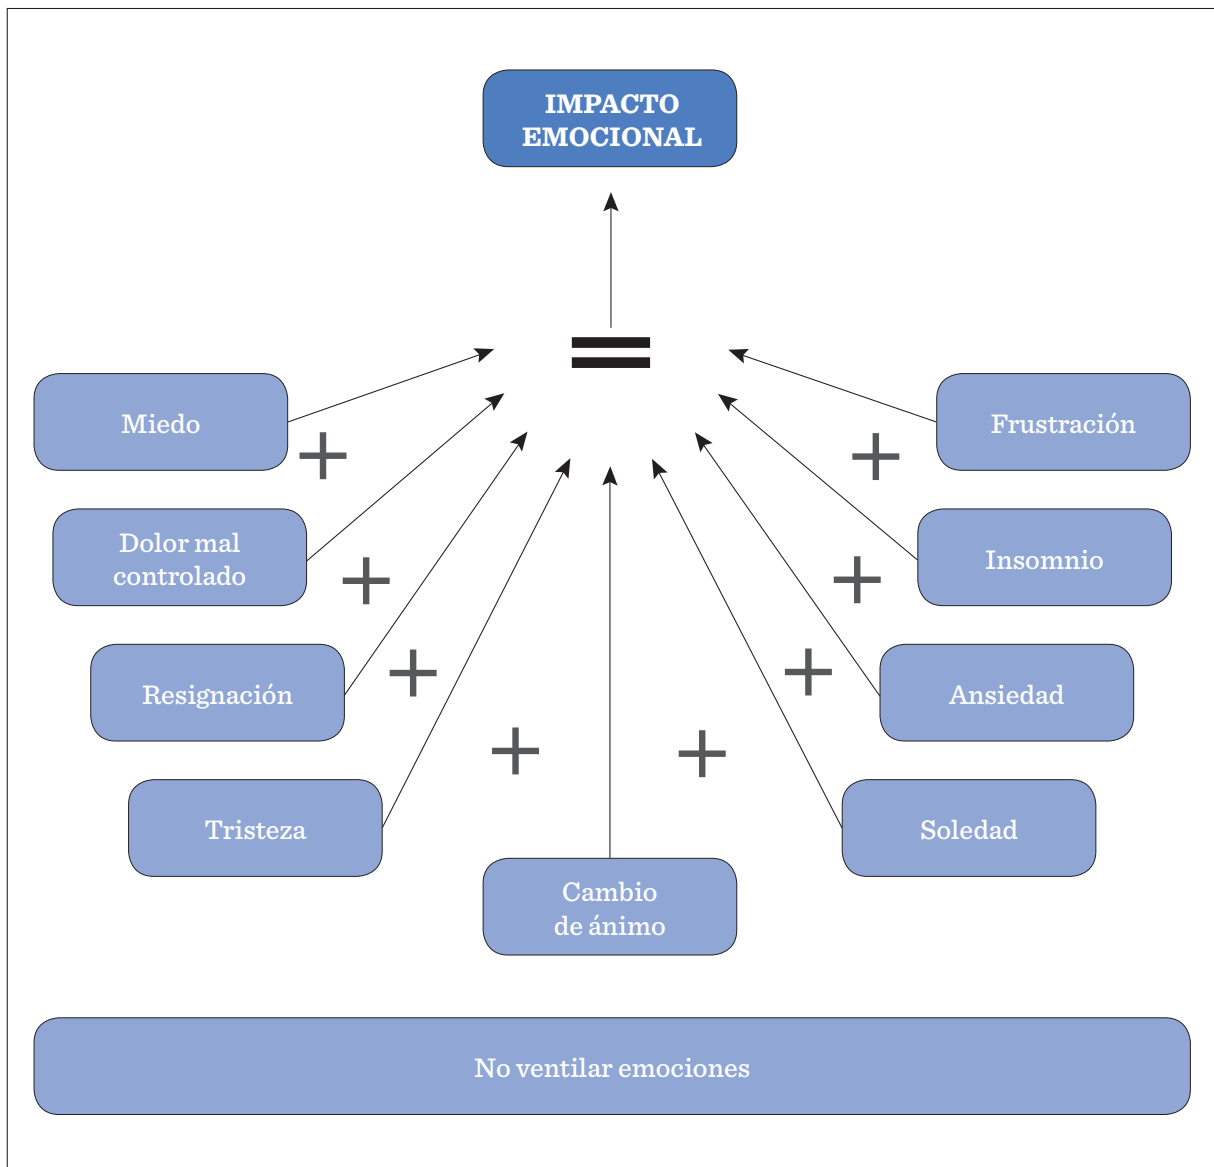 IMPACTO
EMOCIONAL
=
Miedo
Frustración
+
+
Dolor mal
controlado
Insomnio
+
+
Resignación
Ansiedad
+
+
+
+
Tristeza
Soledad
Cambio
de ánimo
No ventilar emociones